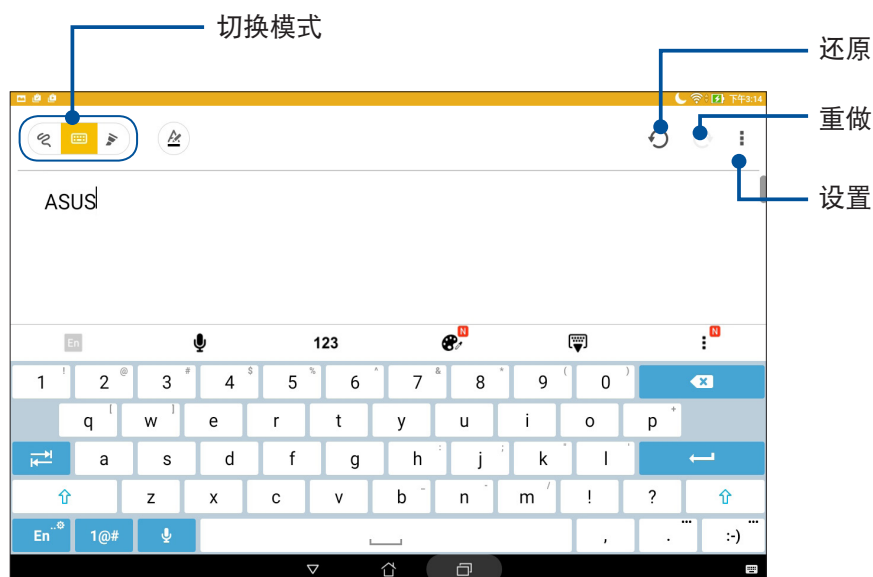 切换模式
还原
下午3:14
重做
ASUS
设置
En 123 N N
1 ! 2 @ 3 # 4 $ 5 % 6 ^ 7 & 8 * 9 ( 0 )
q [ w ] e r t y u i o p +
a s d f g h : j ; k " l '
z x c v b _ n - m / ! ?
En 1@# , . :-)